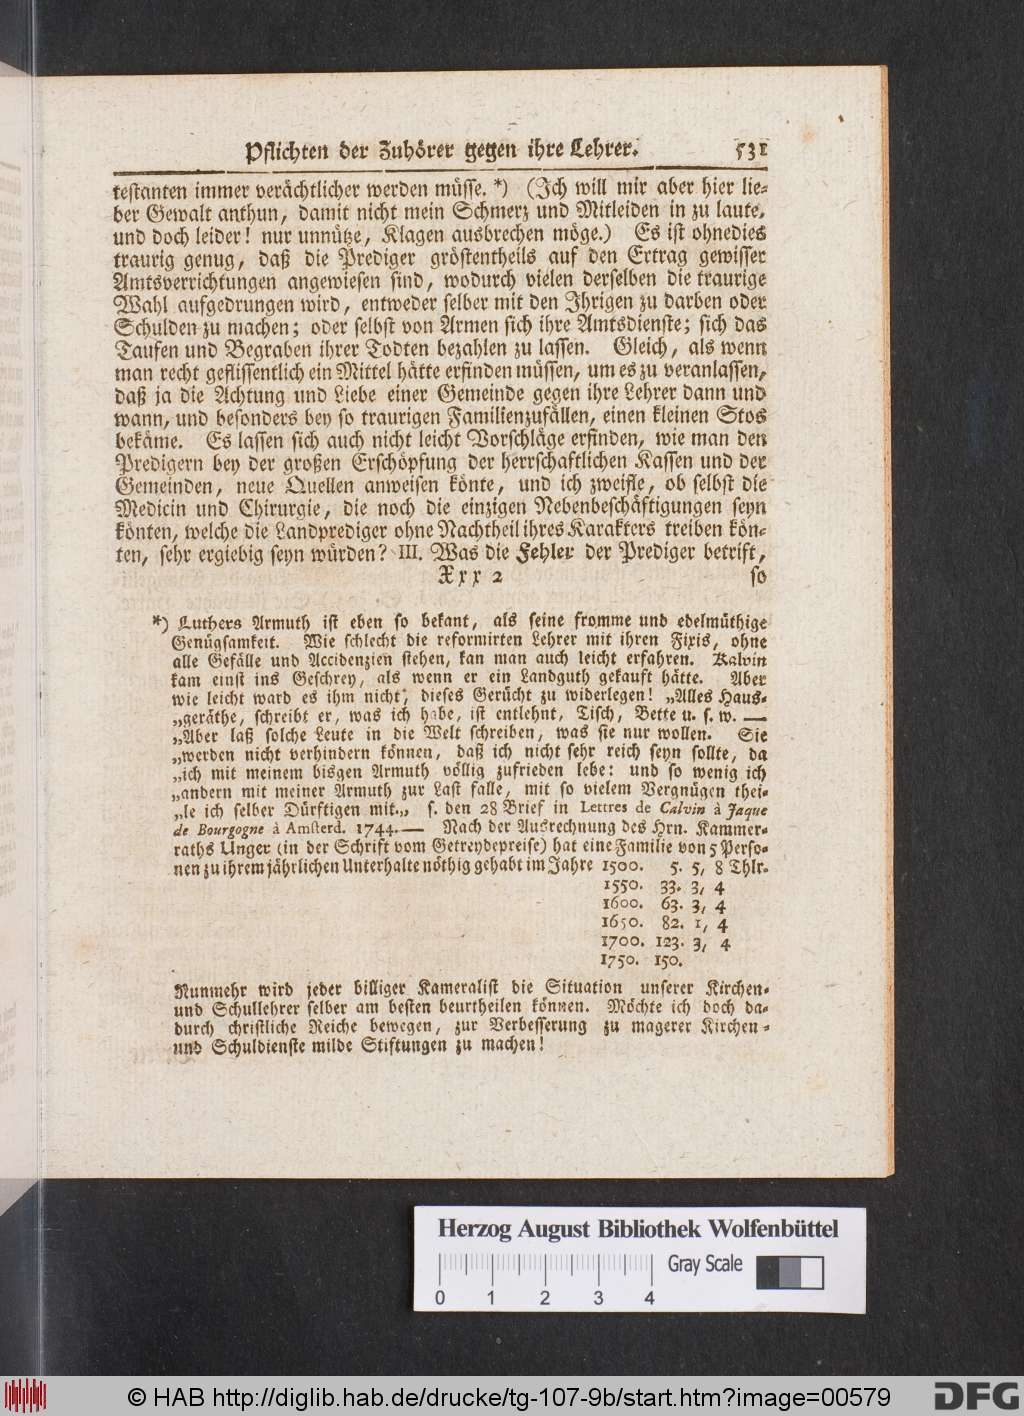 Pflichten der Zuhörer gegen ihre Lehrer. 531
testanten immer verächtlicher werden müsse. *) (Ich will mir aber hier lie-
ber Gewalt anthun, damit nicht mein Schmerz und Mitleiden in zu laute,
und doch leider! nur unnütze, Klagen ausbrechen möge.) Es ist ohnedies
traurig genug, daß die Prediger gröstentheils auf den Ertrag gewisser
Amtsverrichtungen angewiesen sind, wodurch vielen derselben die traurige
Wahl aufgedrungen wird, entweder selber mit den Ihrigen zu darben oder
Schulden zu machen; oder selbst von Armen sich ihre Amtsdienste; sich das
Taufen und Begraben ihrer Todten bezahlen zu lassen. Gleich, als wenn
man recht geflissentlich ein Mittel hätte erfinden müssen, um es zu veranlassen,
daß ja die Achtung und Liebe einer Gemeinde gegen ihre Lehrer dann und
wann, und besonders bey so traurigen Familienzufällen, einen kleinen Stos
bekäme. Es lassen sich auch nicht leicht Vorschläge erfinden, wie man den
Predigern bey der großen Erschöpfung der herrschaftlichen Kassen und der
Gemeinden, neue Quellen anweisen könte, und ich zweifle, ob selbst die
Medicin und Chirurgie, die noch die einzigen Nebenbeschäftigungen seyn
könten, welche die Landprediger ohne Nachtheil ihres Karakters treiben kön-
ten, sehr ergiebig seyn würden? III. Was die Fehler der Prediger betrift,
Xxx 2 so
*) Luthers Armuth ist eben so bekant, als seine fromme und edelmüthige
Genügsamkeit. Wie schlecht die reformirten Lehrer mit ihren Fixis, ohne
alle Gefälle und Accidenzien stehen, kan man auch leicht erfahren. Kalvin
kam einst ins Geschrey, als wenn er ein Landguth gekauft hätte. Aber
wie leicht ward es ihm nicht, dieses Gerücht zu widerlegen! „Alles Haus-
„geräthe, schreibt er, was ich habe, ist entlehnt, Tisch, Bette u. s. w. —
„Aber laß solche Leute in die Welt schreiben, was sie nur wollen. Sie
„werden nicht verhindern können, daß ich nicht sehr reich seyn sollte, da
„ich mit meinem bisgen Armuth völlig zufrieden lebe: und so wenig ich
„andern mit meiner Armuth zur Last falle, mit so vielem Vergnügen thei-
„le ich selber Dürftigen mit.„ s. den 28 Brief in Lettres de Calvin à Jaque
de Bourgogne à Amsterd. 1744. — Nach der Ausrechnung des Hrn. Kammer-
raths Unger (in der Schrift vom Getreydepreise) hat eine Familie von 5 Perso-
nen zu ihrem jährlichen Unterhalte nöthig gehabt im Jahre 1500. 5. 5, 8 Thlr.
1550. 33. 3, 4
1600. 63. 3, 4
1650. 82. 1, 4
1700. 123. 3, 4
1750. 150.
Nunmehr wird jeder billiger Kameralist die Situation unserer Kirchen-
und Schullehrer selber am besten beurtheilen können. Möchte ich doch da-
durch christliche Reiche bewegen, zur Verbesserung zu magerer Kirchen-
und Schuldienste milde Stiftungen zu machen!
Herzog August Bibliothek Wolfenbüttel
Gray Scale
0 1 2 3 4
© HAB http://diglib.hab.de/drucke/tg-107-9b/start.htm?image=00579
DFG